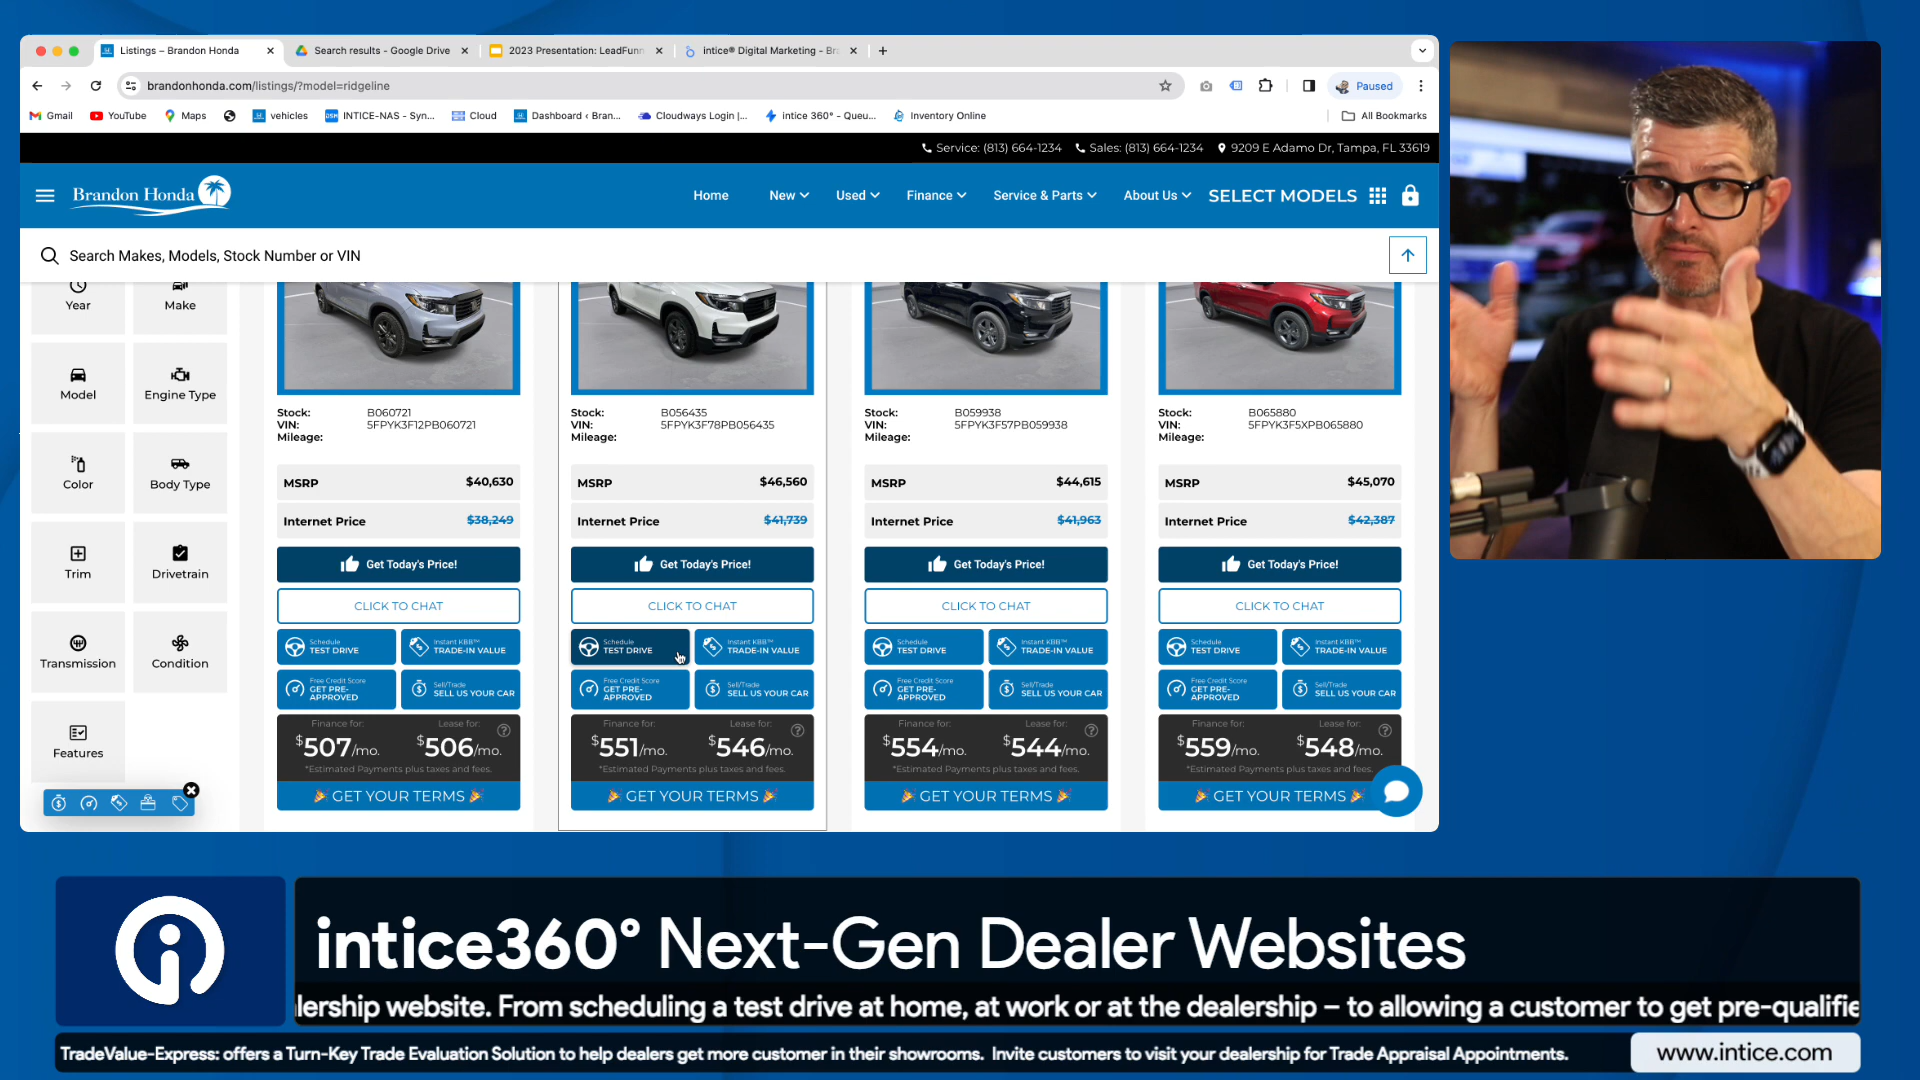 Listings – Brandon Honda
Search results - Google Drive
2023 Presentation: LeadFunn
intice® Digital Marketing - Br
brandonhonda.com/listings/?model=ridgeline
Paused
Gmail
YouTube
Maps
vehicles
INTICE-NAS - Syn...
Cloud
Dashboard ‹ Bran...
Cloudways Login |...
intice 360° - Queu...
Inventory Online
All Bookmarks
Service: (813) 664-1234
Sales: (813) 664-1234
9209 E Adamo Dr, Tampa, FL 33619
Brandon Honda
Home
New
Used
Finance
Service & Parts
About Us
SELECT MODELS
Search Makes, Models, Stock Number or VIN
Year
Make
Model
Engine Type
Color
Body Type
Trim
Drivetrain
Transmission
Condition
Features
Stock: B060721
VIN: 5FPYK3F12PB060721
Mileage:
MSRP $40,630
Internet Price $38,249
Get Today's Price!
CLICK TO CHAT
Schedule
TEST DRIVE
Instant KBB™
TRADE-IN VALUE
Free Credit Score
GET PRE-
APPROVED
Sell/Trade
SELL US YOUR CAR
Finance for:
$507/mo.
Lease for:
$506/mo.
*Estimated Payments plus taxes and fees.
🎉 GET YOUR TERMS 🎉
Stock: B056435
VIN: 5FPYK3F78PB056435
Mileage:
MSRP $46,560
Internet Price $41,739
Get Today's Price!
CLICK TO CHAT
Schedule
TEST DRIVE
Instant KBB™
TRADE-IN VALUE
Free Credit Score
GET PRE-
APPROVED
Sell/Trade
SELL US YOUR CAR
Finance for:
$551/mo.
Lease for:
$546/mo.
*Estimated Payments plus taxes and fees.
🎉 GET YOUR TERMS 🎉
Stock: B059938
VIN: 5FPYK3F57PB059938
Mileage:
MSRP $44,615
Internet Price $41,963
Get Today's Price!
CLICK TO CHAT
Schedule
TEST DRIVE
Instant KBB™
TRADE-IN VALUE
Free Credit Score
GET PRE-
APPROVED
Sell/Trade
SELL US YOUR CAR
Finance for:
$554/mo.
Lease for:
$544/mo.
*Estimated Payments plus taxes and fees.
🎉 GET YOUR TERMS 🎉
Stock: B065880
VIN: 5FPYK3F5XPB065880
Mileage:
MSRP $45,070
Internet Price $42,387
Get Today's Price!
CLICK TO CHAT
Schedule
TEST DRIVE
Instant KBB™
TRADE-IN VALUE
Free Credit Score
GET PRE-
APPROVED
Sell/Trade
SELL US YOUR CAR
Finance for:
$559/mo.
Lease for:
$548/mo.
*Estimated Payments plus taxes and fees.
🎉 GET YOUR TERMS 🎉
intice360° Next-Gen Dealer Websites
lership website. From scheduling a test drive at home, at work or at the dealership – to allowing a customer to get pre-qualifie
TradeValue-Express: offers a Turn-Key Trade Evaluation Solution to help dealers get more customer in their showrooms. Invite customers to visit your dealership for Trade Appraisal Appointments.
www.intice.com